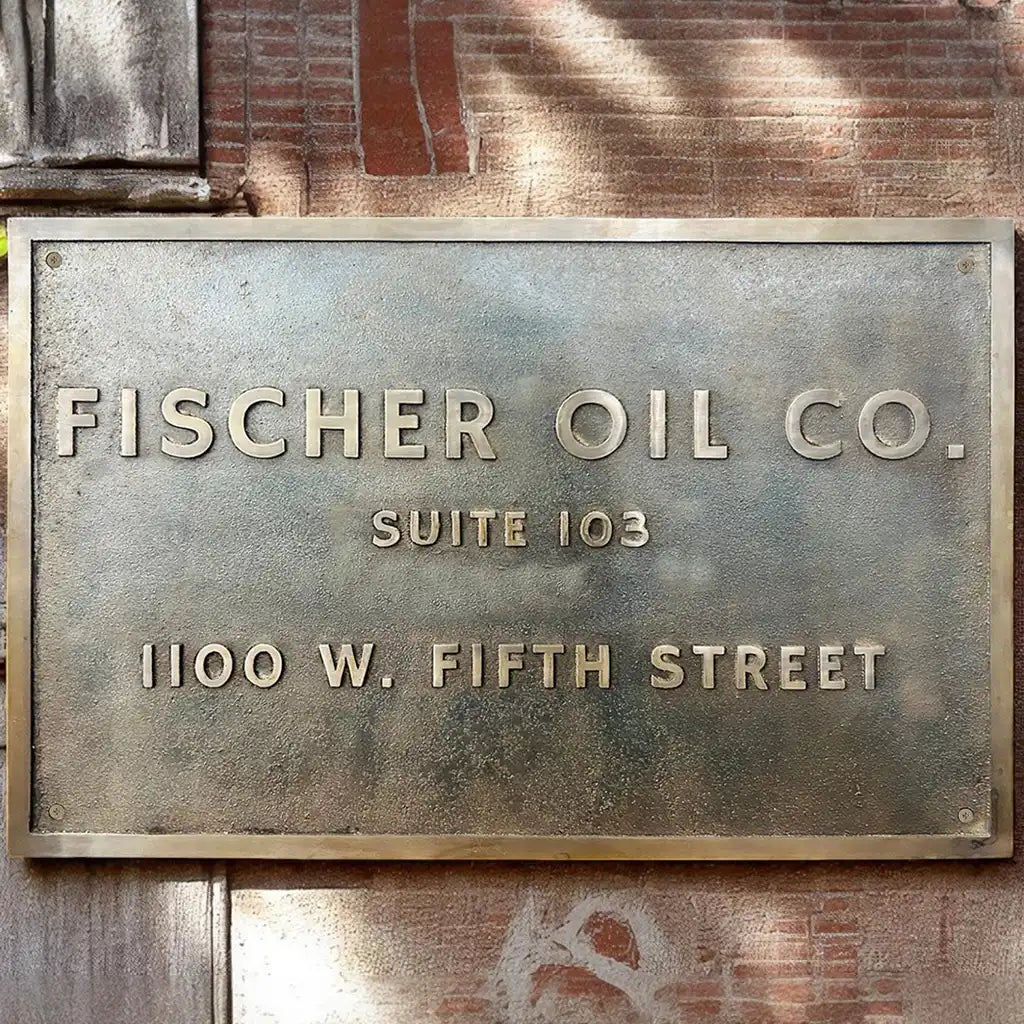 FISCHER OIL CO.
SUITE 103
1100 W. FIFTH STREET